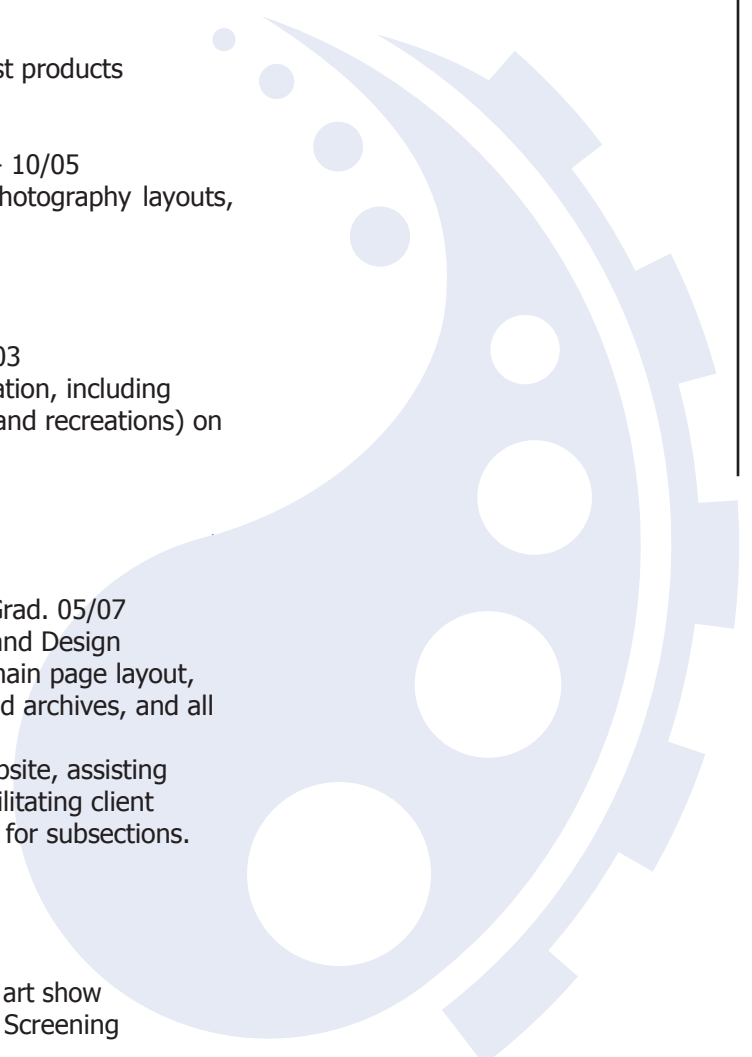 st products
- 10/05
hotography layouts,
03
ation, including
and recreations) on
Grad. 05/07
and Design
main page layout,
d archives, and all
bsite, assisting
ilitating client
for subsections.
art show
Screening